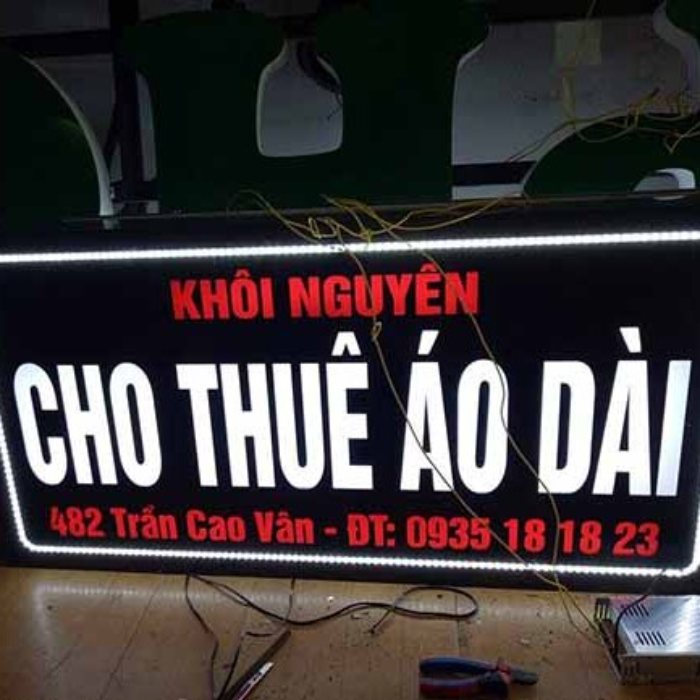 KHÔI NGUYÊN
CHO THUÊ ÁO DÀI
482 Trần Cao Vân - ĐT: 0935 18 18 23